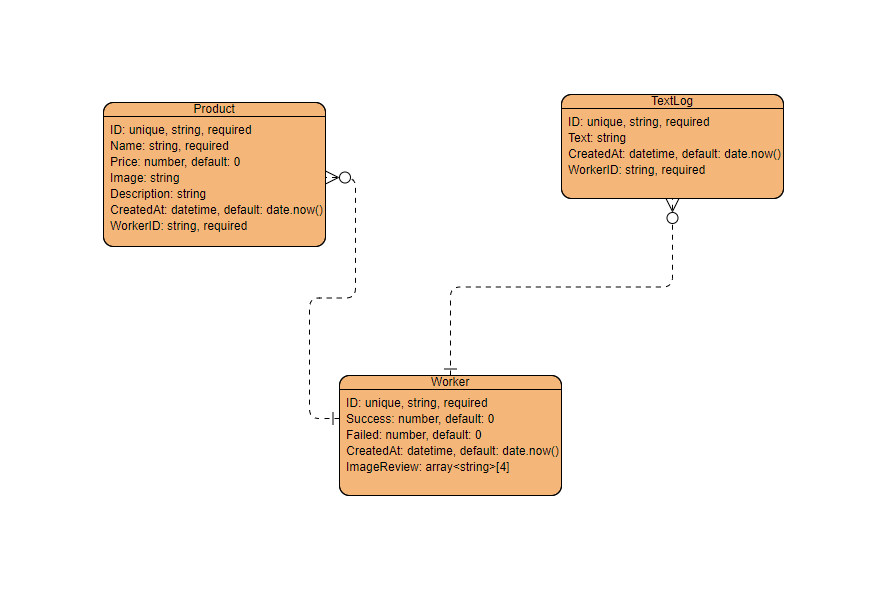 Product
ID: unique, string, required
Name: string, required
Price: number, default: 0
Image: string
Description: string
CreatedAt: datetime, default: date.now()
WorkerID: string, required
TextLog
ID: unique, string, required
Text: string
CreatedAt: datetime, default: date.now()
WorkerID: string, required
Worker
ID: unique, string, required
Success: number, default: 0
Failed: number, default: 0
CreatedAt: datetime, default: date.now()
ImageReview: array<string>[4]